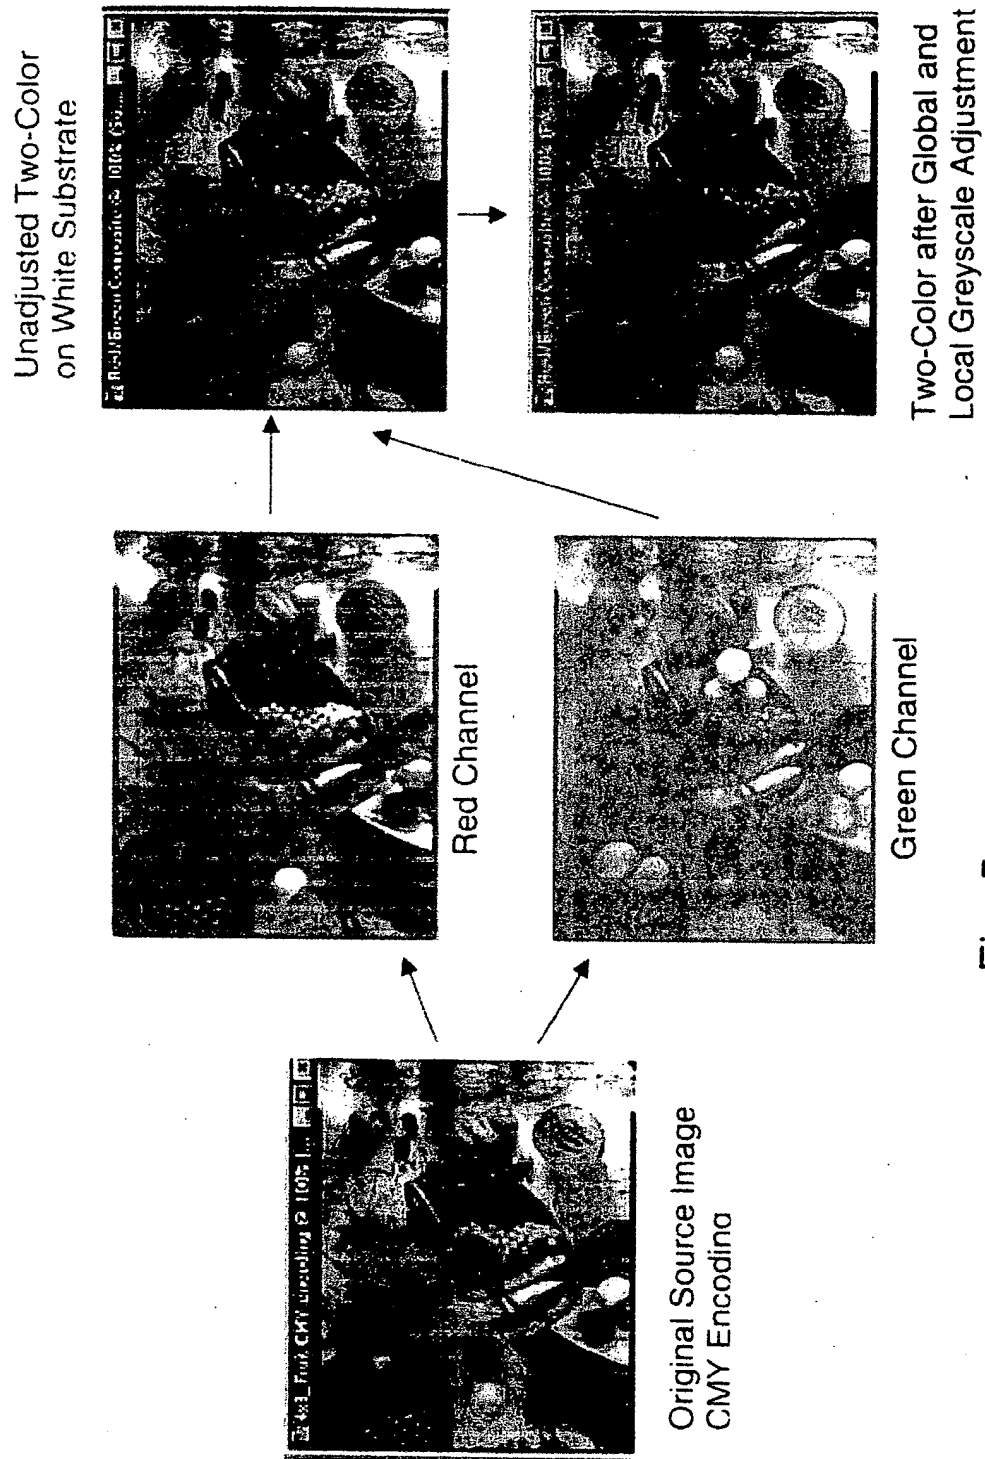 Original Source Image
CMY Encoding
Red Channel
Green Channel
Unadjusted Two-Color
on White Substrate
Two-Color after Global and
Local Greyscale Adjustment